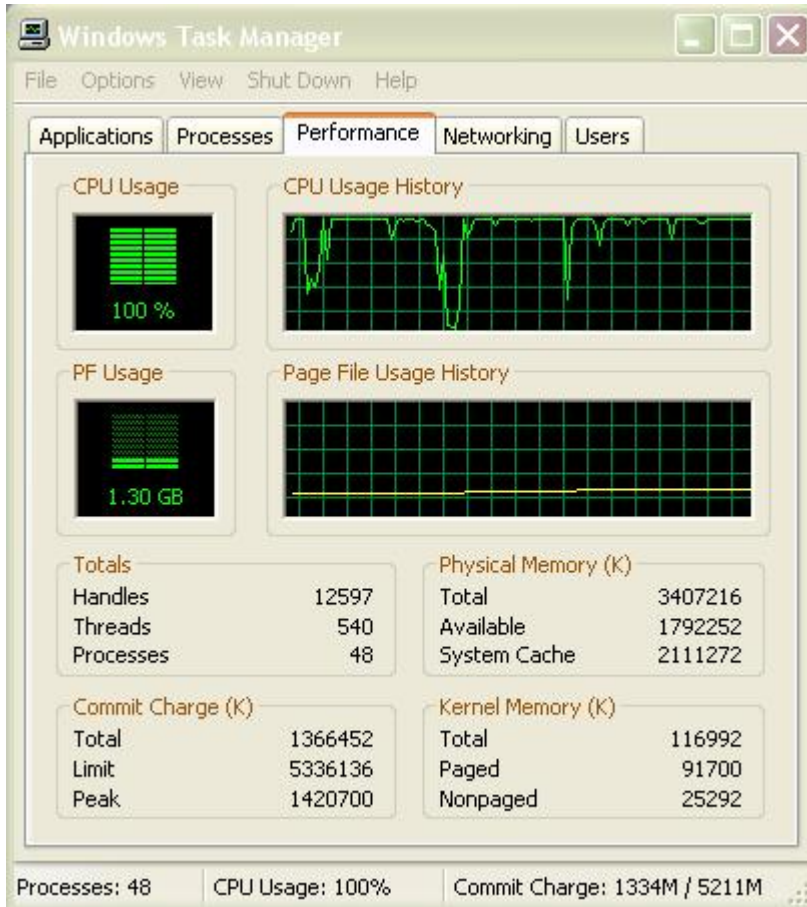 Windows Task Manager
File Options View Shut Down Help
Applications Processes Performance Networking Users
CPU Usage CPU Usage History
100 %
PF Usage Page File Usage History
1.30 GB
Totals Physical Memory (K)
Handles 12597 Total 3407216
Threads 540 Available 1792252
Processes 48 System Cache 2111272
Commit Charge (K) Kernel Memory (K)
Total 1366452 Total 116992
Limit 5336136 Paged 91700
Peak 1420700 Nonpaged 25292
Processes: 48 CPU Usage: 100% Commit Charge: 1334M / 5211M